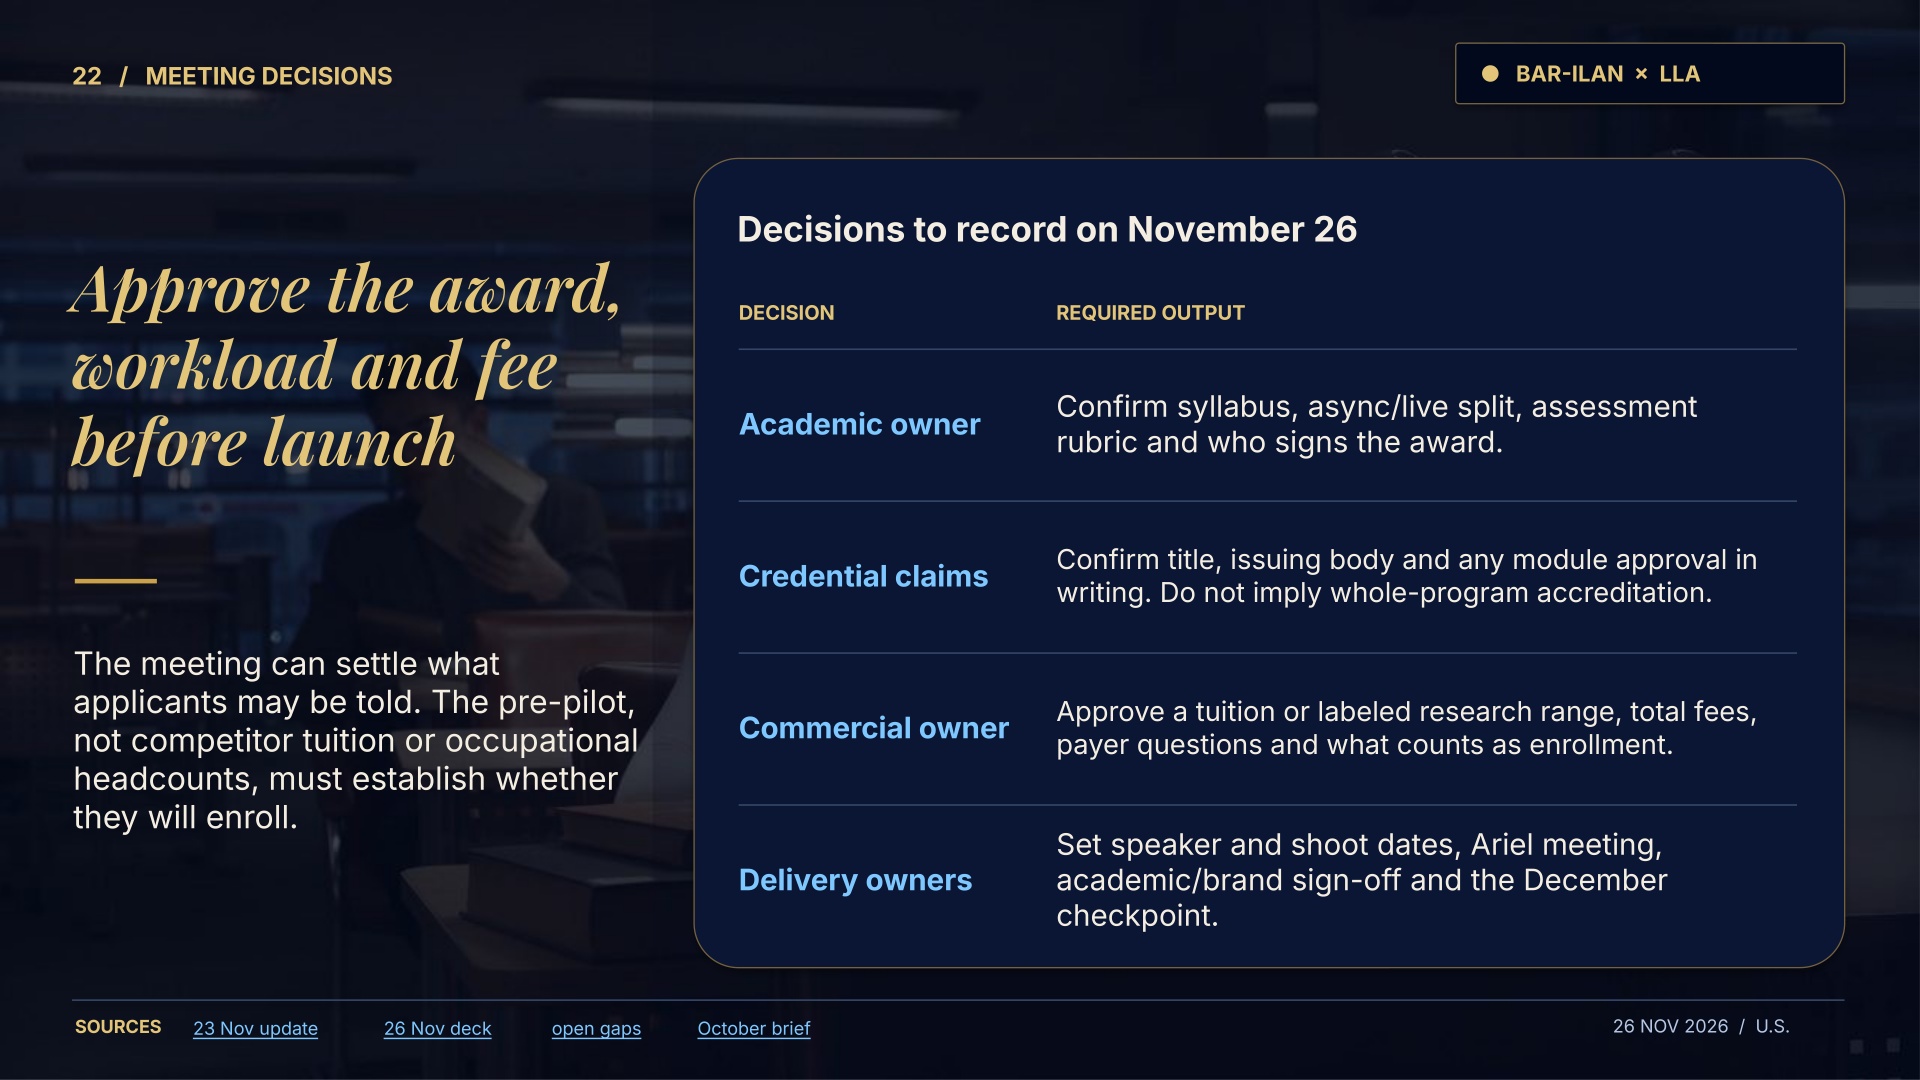 22 / MEETING DECISIONS
BAR-ILAN × LLA
Approve the award,
workload and fee
before launch
The meeting can settle what
applicants may be told. The pre-pilot,
not competitor tuition or occupational
headcounts, must establish whether
they will enroll.
Decisions to record on November 26
DECISION REQUIRED OUTPUT
Academic owner
Confirm syllabus, async/live split, assessment
rubric and who signs the award.
Credential claims
Confirm title, issuing body and any module approval in
writing. Do not imply whole-program accreditation.
Commercial owner
Approve a tuition or labeled research range, total fees,
payer questions and what counts as enrollment.
Delivery owners
Set speaker and shoot dates, Ariel meeting,
academic/brand sign-off and the December
checkpoint.
SOURCES 23 Nov update 26 Nov deck open gaps October brief
26 NOV 2026 / U.S.